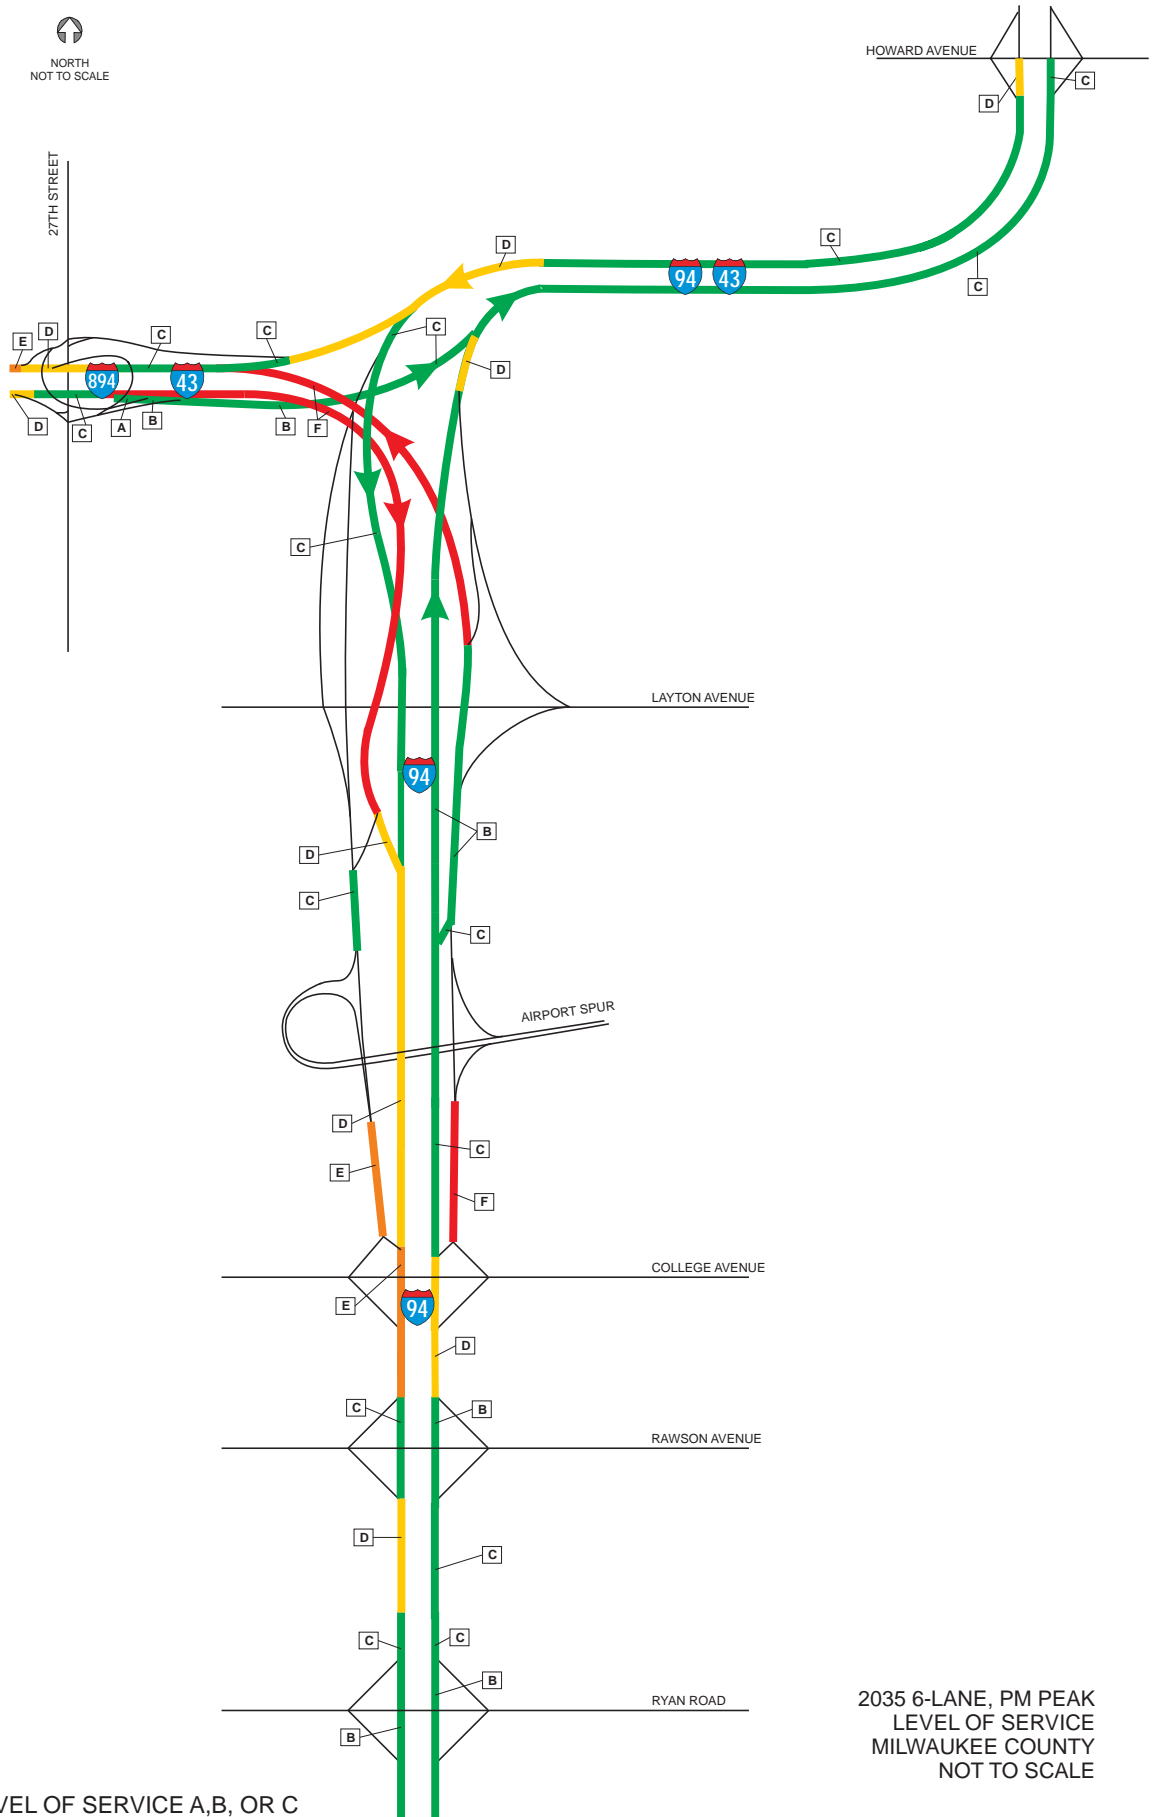 NORTH
NOT TO SCALE
HOWARD AVENUE
D
C
27TH STREET
D
C
94
43
C
E
D
C
C
C
D
894
43
D
C
A
B
B
F
C
LAYTON AVENUE
94
B
D
C
C
AIRPORT SPUR
D
C
E
F
COLLEGE AVENUE
E
94
D
C
B
RAWSON AVENUE
D
C
C
C
B
RYAN ROAD
B
2035 6-LANE, PM PEAK
LEVEL OF SERVICE
MILWAUKEE COUNTY
NOT TO SCALE
VEL OF SERVICE A,B, OR C